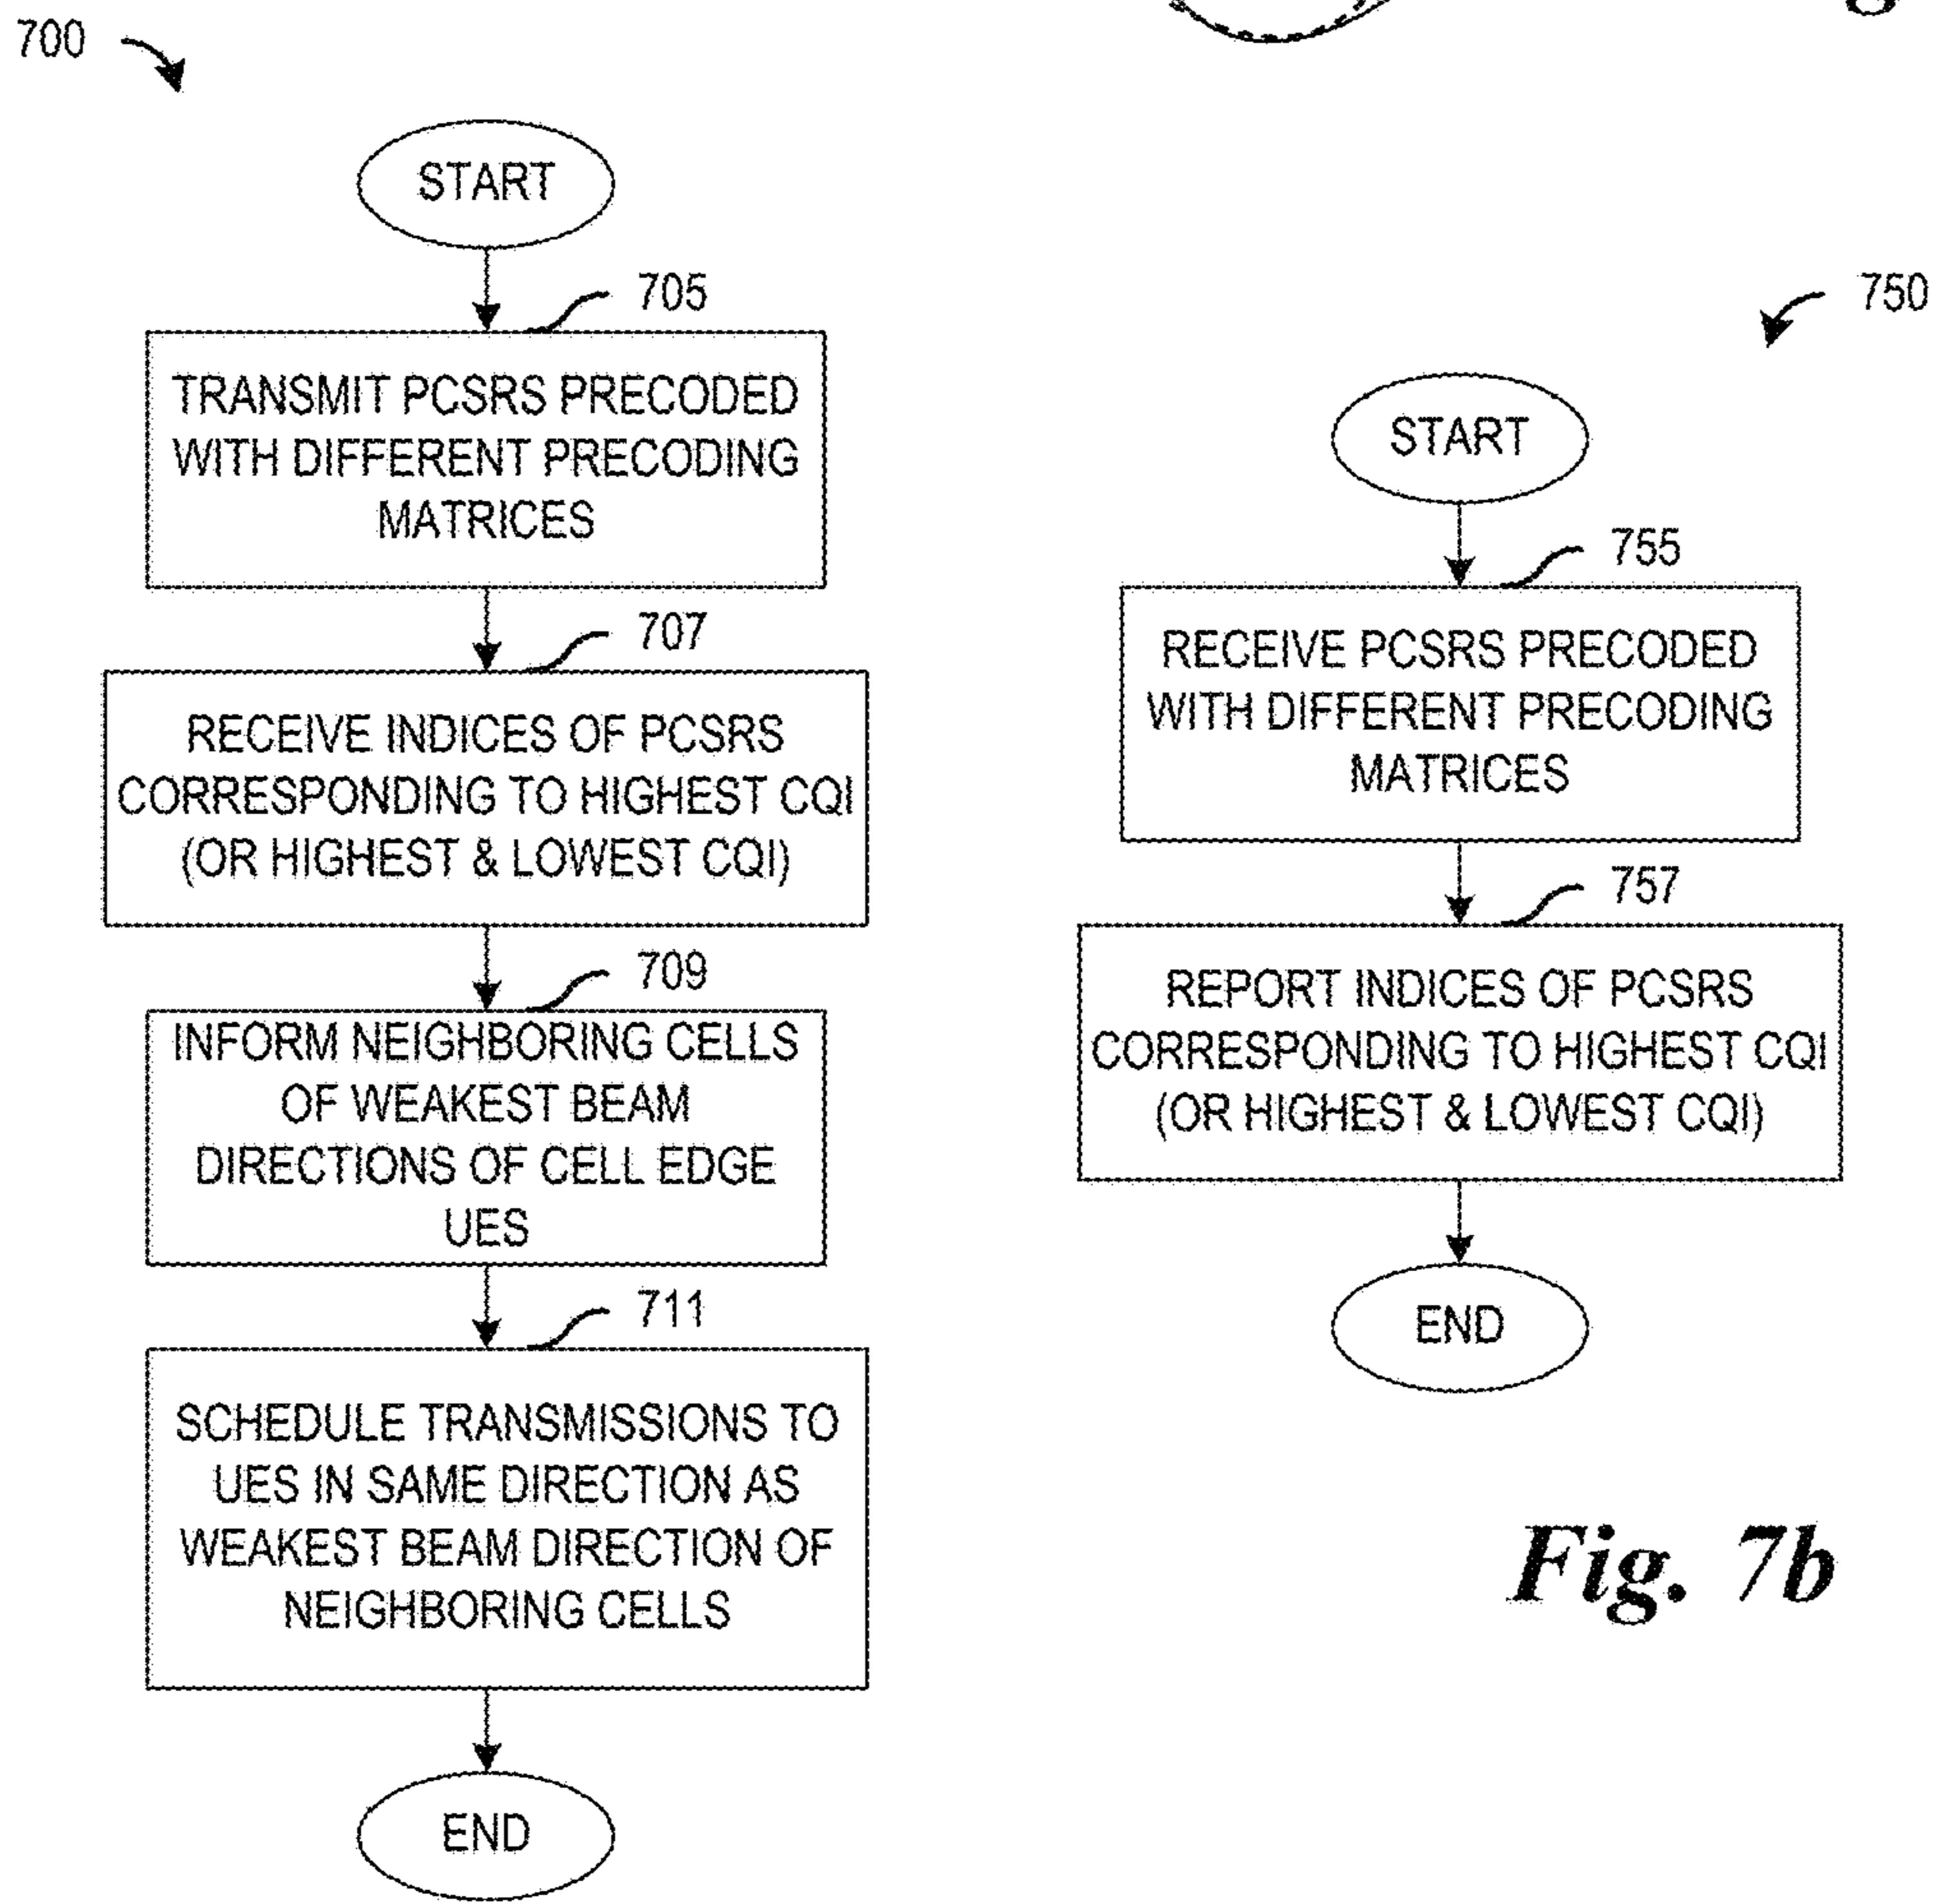 700
START
705
TRANSMIT PCSRS PRECODED
WITH DIFFERENT PRECODING
MATRICES
707
RECEIVE INDICES OF PCSRS
CORRESPONDING TO HIGHEST CQI
(OR HIGHEST & LOWEST CQI)
709
INFORM NEIGHBORING CELLS
OF WEAKEST BEAM
DIRECTIONS OF CELL EDGE
UES
711
SCHEDULE TRANSMISSIONS TO
UES IN SAME DIRECTION AS
WEAKEST BEAM DIRECTION OF
NEIGHBORING CELLS
END
750
START
755
RECEIVE PCSRS PRECODED
WITH DIFFERENT PRECODING
MATRICES
757
REPORT INDICES OF PCSRS
CORRESPONDING TO HIGHEST CQI
(OR HIGHEST & LOWEST CQI)
END
Fig. 7b